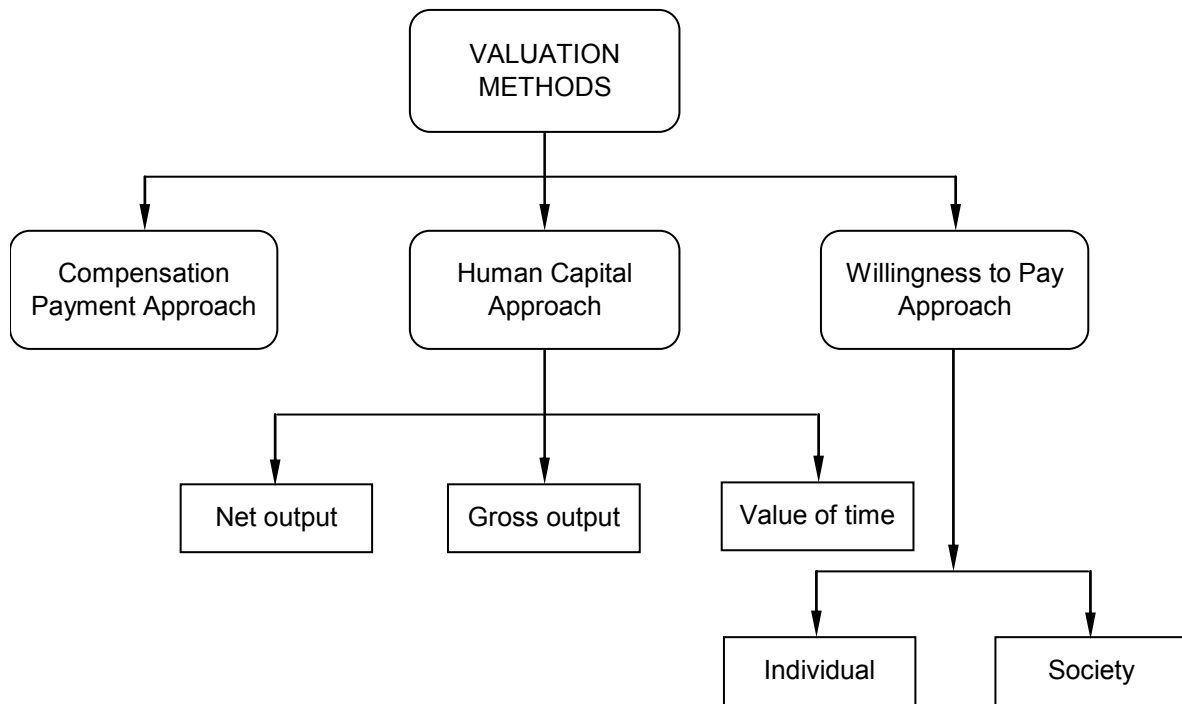 VALUATION
METHODS
Compensation
Payment Approach
Human Capital
Approach
Willingness to Pay
Approach
Net output
Gross output
Value of time
Individual
Society